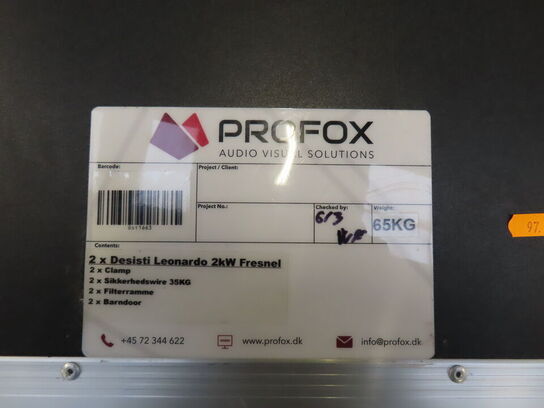 PROFOX
AUDIO VISUAL SOLUTIONS
Barcode:
Project / Client:
Project No.:
Checked by:
6/3
Weight:
65KG
Contents:
2 x Desisti Leonardo 2kW Fresnel
2 x Clamp
2 x Sikkerhedswire 35KG
2 x Filterramme
2 x Barndoor
+45 72 344 622
www.profox.dk
info@profox.dk
97.